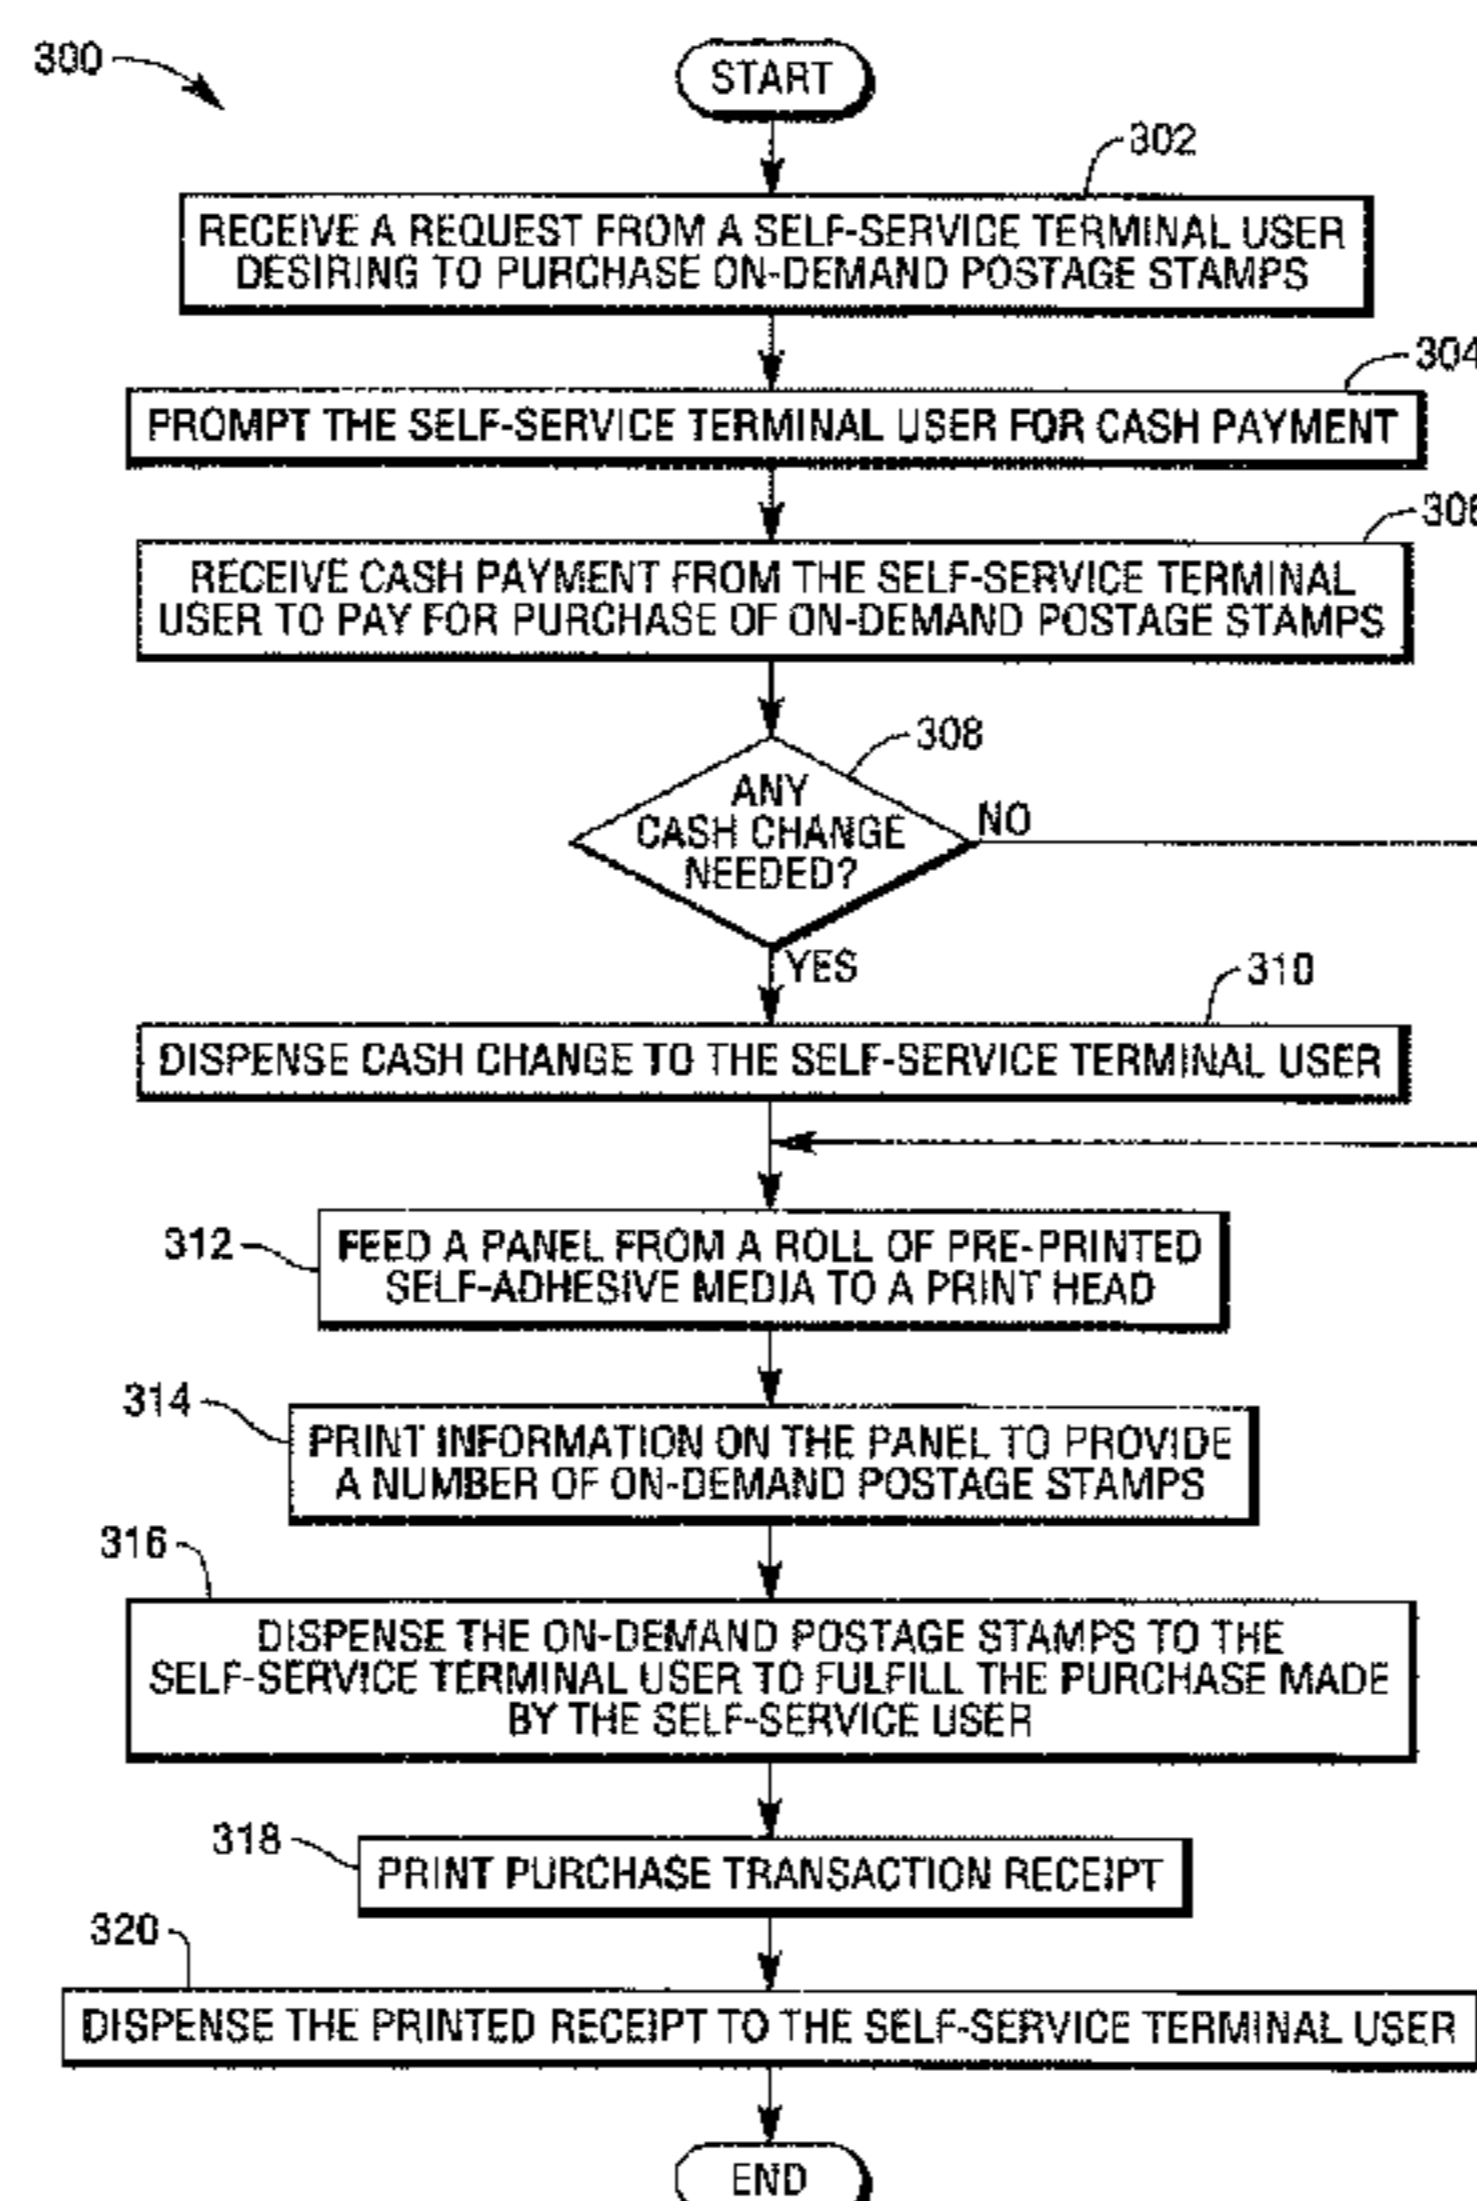 300
START
302
RECEIVE A REQUEST FROM A SELF-SERVICE TERMINAL USER
DESIRING TO PURCHASE ON-DEMAND POSTAGE STAMPS
304
PROMPT THE SELF-SERVICE TERMINAL USER FOR CASH PAYMENT
306
RECEIVE CASH PAYMENT FROM THE SELF-SERVICE TERMINAL
USER TO PAY FOR PURCHASE OF ON-DEMAND POSTAGE STAMPS
308
ANY
CASH CHANGE
NEEDED?
NO
YES
310
DISPENSE CASH CHANGE TO THE SELF-SERVICE TERMINAL USER
312
FEED A PANEL FROM A ROLL OF PRE-PRINTED
SELF-ADHESIVE MEDIA TO A PRINT HEAD
314
PRINT INFORMATION ON THE PANEL TO PROVIDE
A NUMBER OF ON-DEMAND POSTAGE STAMPS
316
DISPENSE THE ON-DEMAND POSTAGE STAMPS TO THE
SELF-SERVICE TERMINAL USER TO FULFILL THE PURCHASE MADE
BY THE SELF-SERVICE USER
318
PRINT PURCHASE TRANSACTION RECEIPT
320
DISPENSE THE PRINTED RECEIPT TO THE SELF-SERVICE TERMINAL USER
END